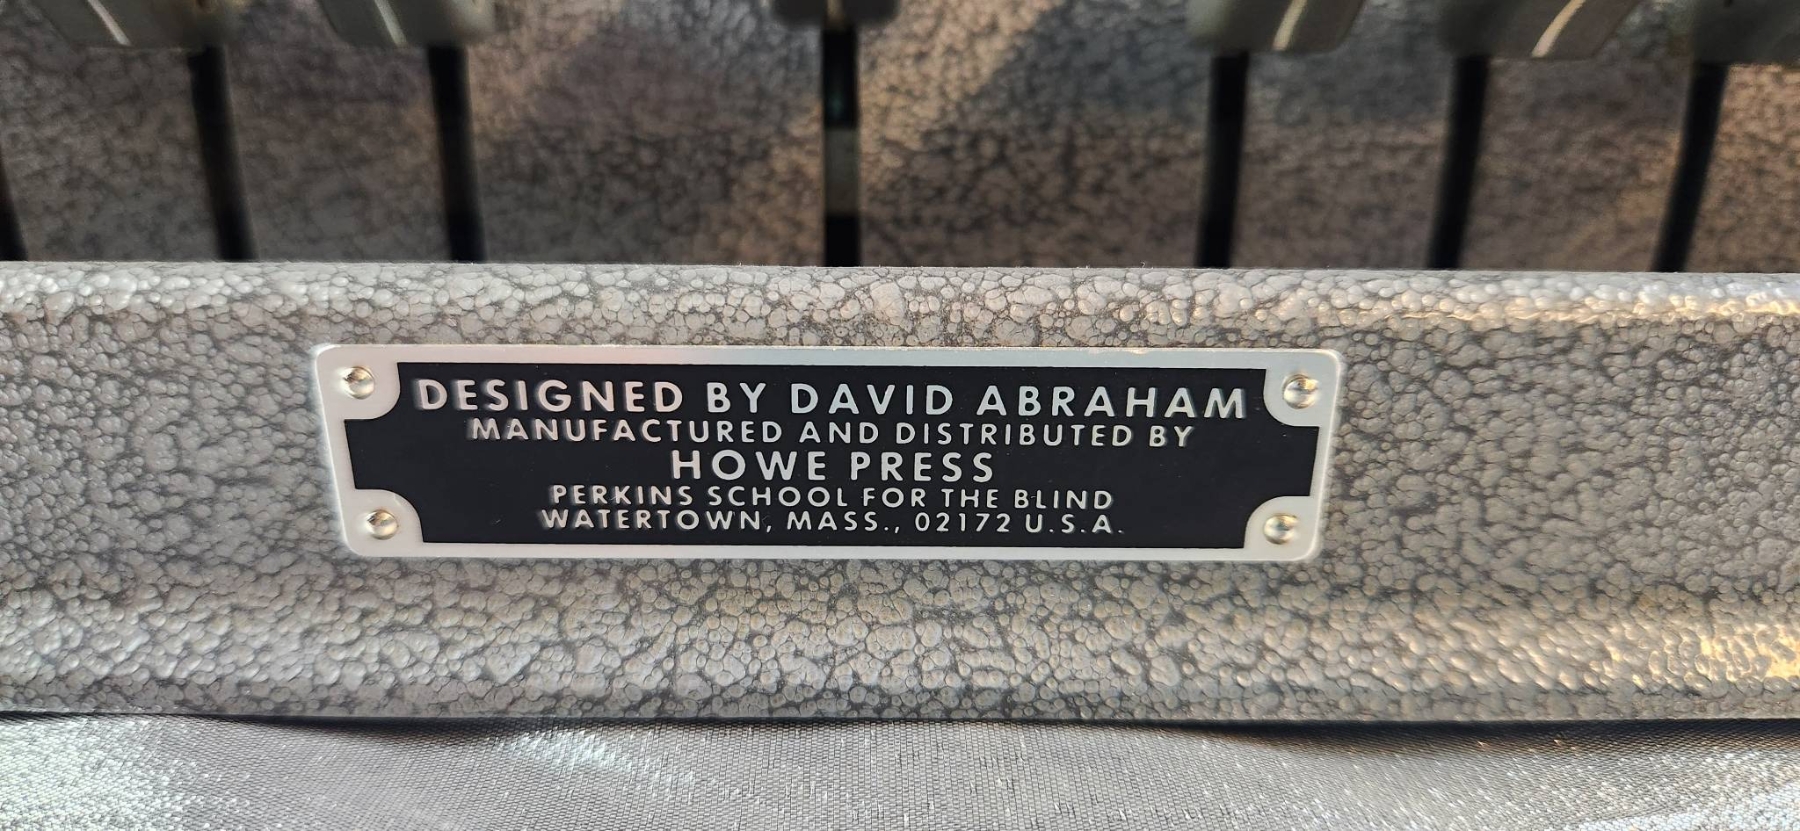 DESIGNED BY DAVID ABRAHAM
MANUFACTURED AND DISTRIBUTED BY
HOWE PRESS
PERKINS SCHOOL FOR THE BLIND
WATERTOWN, MASS., 02172 U.S.A.